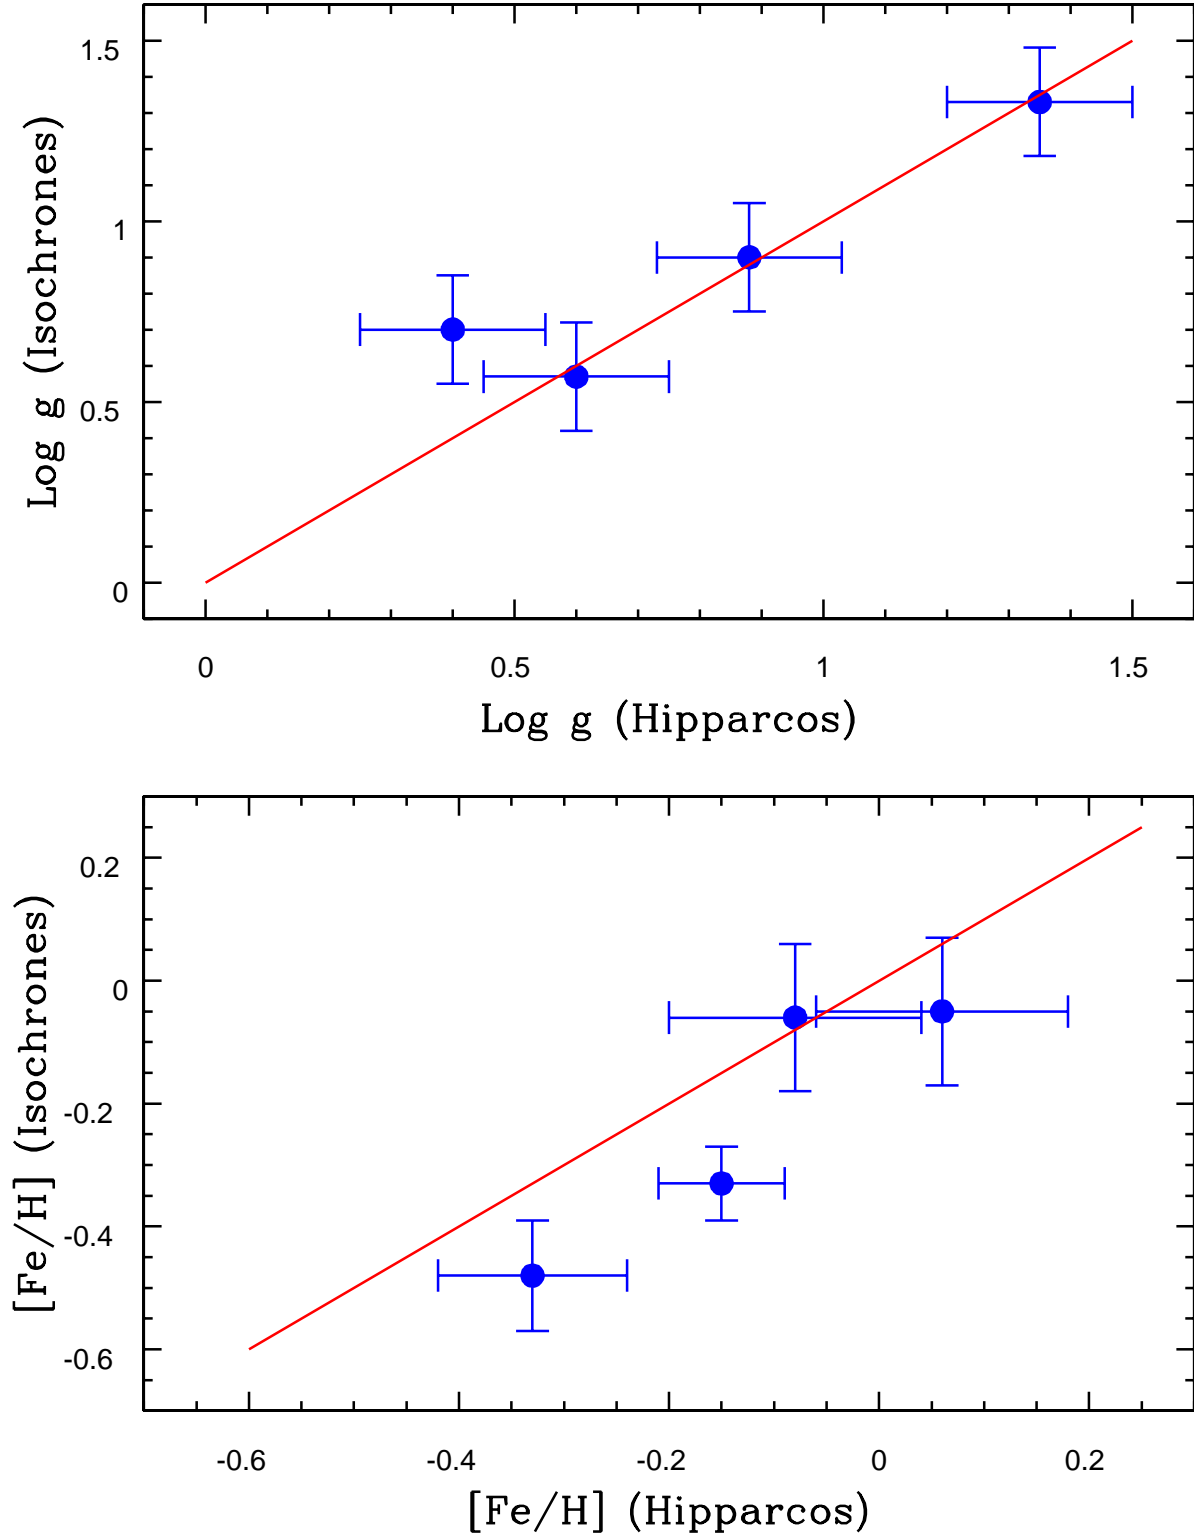 1.5
1
0.5
0
Log g (Isochrones)
0 0.5 1 1.5
Log g (Hipparcos)
0.2
0
-0.2
-0.4
-0.6
[Fe/H] (Isochrones)
-0.6 -0.4 -0.2 0 0.2
[Fe/H] (Hipparcos)